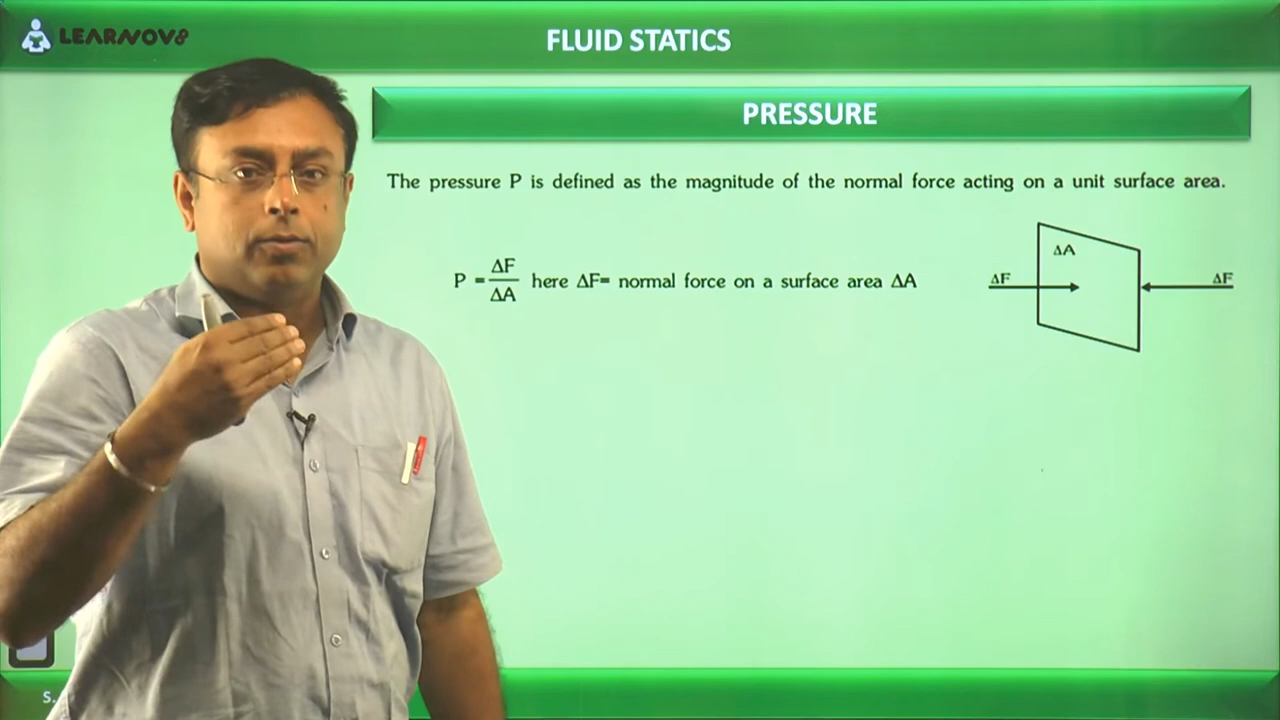 LEARNOV8
FLUID STATICS
PRESSURE
The pressure P is defined as the magnitude of the normal force acting on a unit surface area.
P = ΔF/ΔA here ΔF= normal force on a surface area ΔA
ΔA
ΔF
ΔF
S.